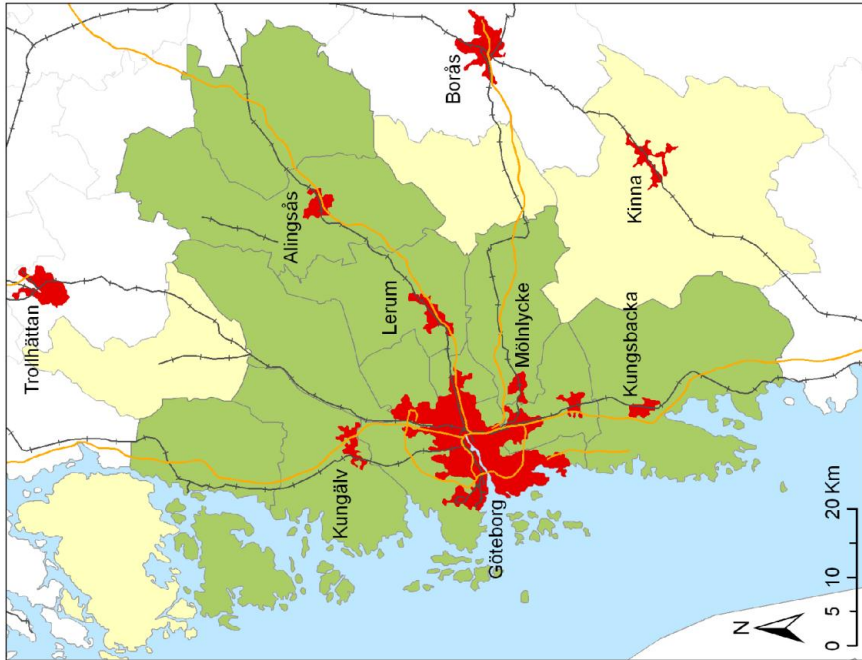 Trollhättan
Alingsås
Borås
Lerum
Kungälv
Kinna
Mölnlycke
Göteborg
Kungsbacka
N
0 5 10 20 Km